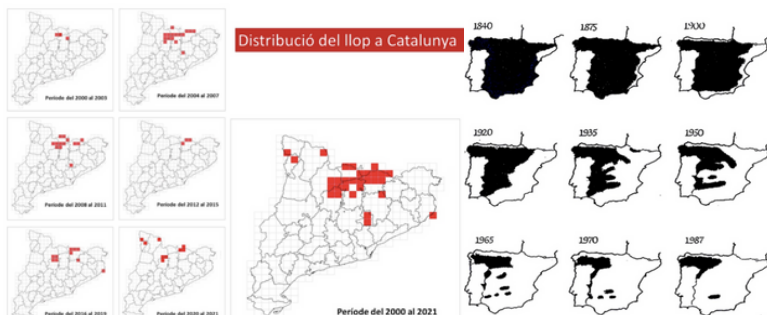 Distribució del llop a Catalunya
Període del 2000 al 2003
Període del 2004 al 2007
Període del 2008 al 2011
Període del 2012 al 2015
Període del 2016 al 2019
Període del 2020 al 2021
Període del 2000 al 2021
1840
1875
1900
1920
1935
1950
1965
1970
1987